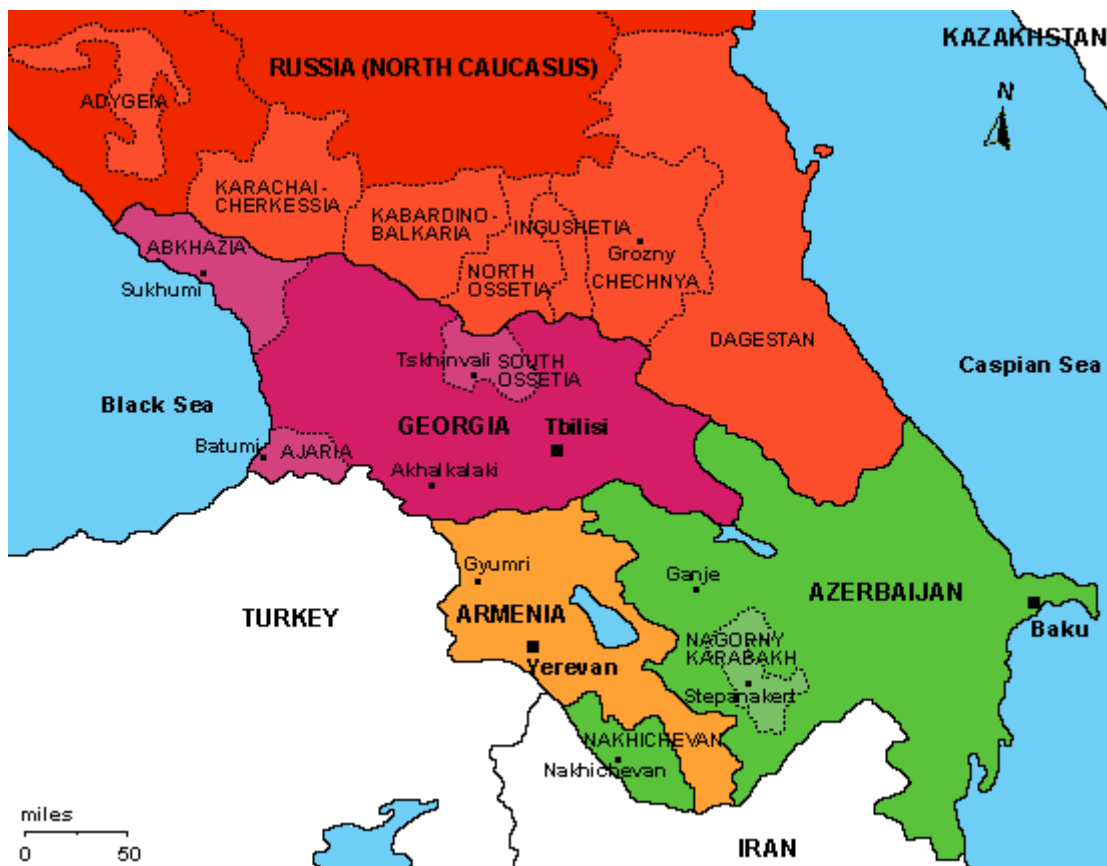 KAZAKHSTAN
RUSSIA (NORTH CAUCASUS)
N
ADYGEIA
KARACHAI-
CHERKESSIA
KABARDINO-
BALKARIA
INGUSHETIA
Grozny
CHECHNYA
NORTH
OSSETIA
ABKHAZIA
Sukhumi
DAGESTAN
Caspian Sea
Tskhinvali
SOUTH
OSSETIA
Black Sea
GEORGIA
Tbilisi
Batumi
AJARIA
Akhalkalaki
Gyumri
Ganje
AZERBAIJAN
TURKEY
ARMENIA
Baku
NAGORNY
KARABAKH
Yerevan
Stepanakert
NAKHICHEVAN
Nakhichevan
miles
0 50
IRAN